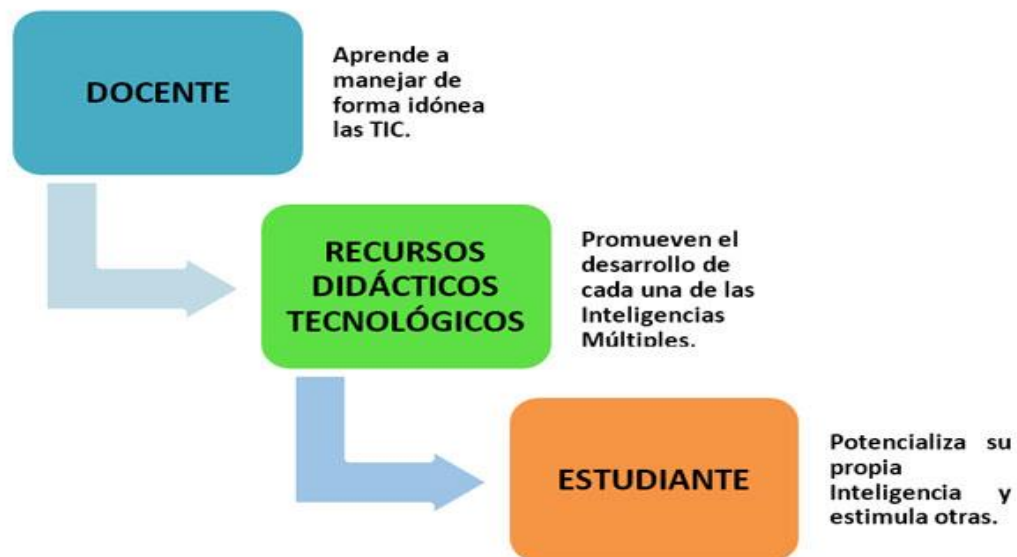 DOCENTE
Aprende a
manejar de
forma idónea
las TIC.
RECURSOS
DIDÁCTICOS
TECNOLÓGICOS
Promueven el
desarrollo de
cada una de las
Inteligencias
Múltiples.
ESTUDIANTE
Potencializa su
propia
Inteligencia y
estimula otras.